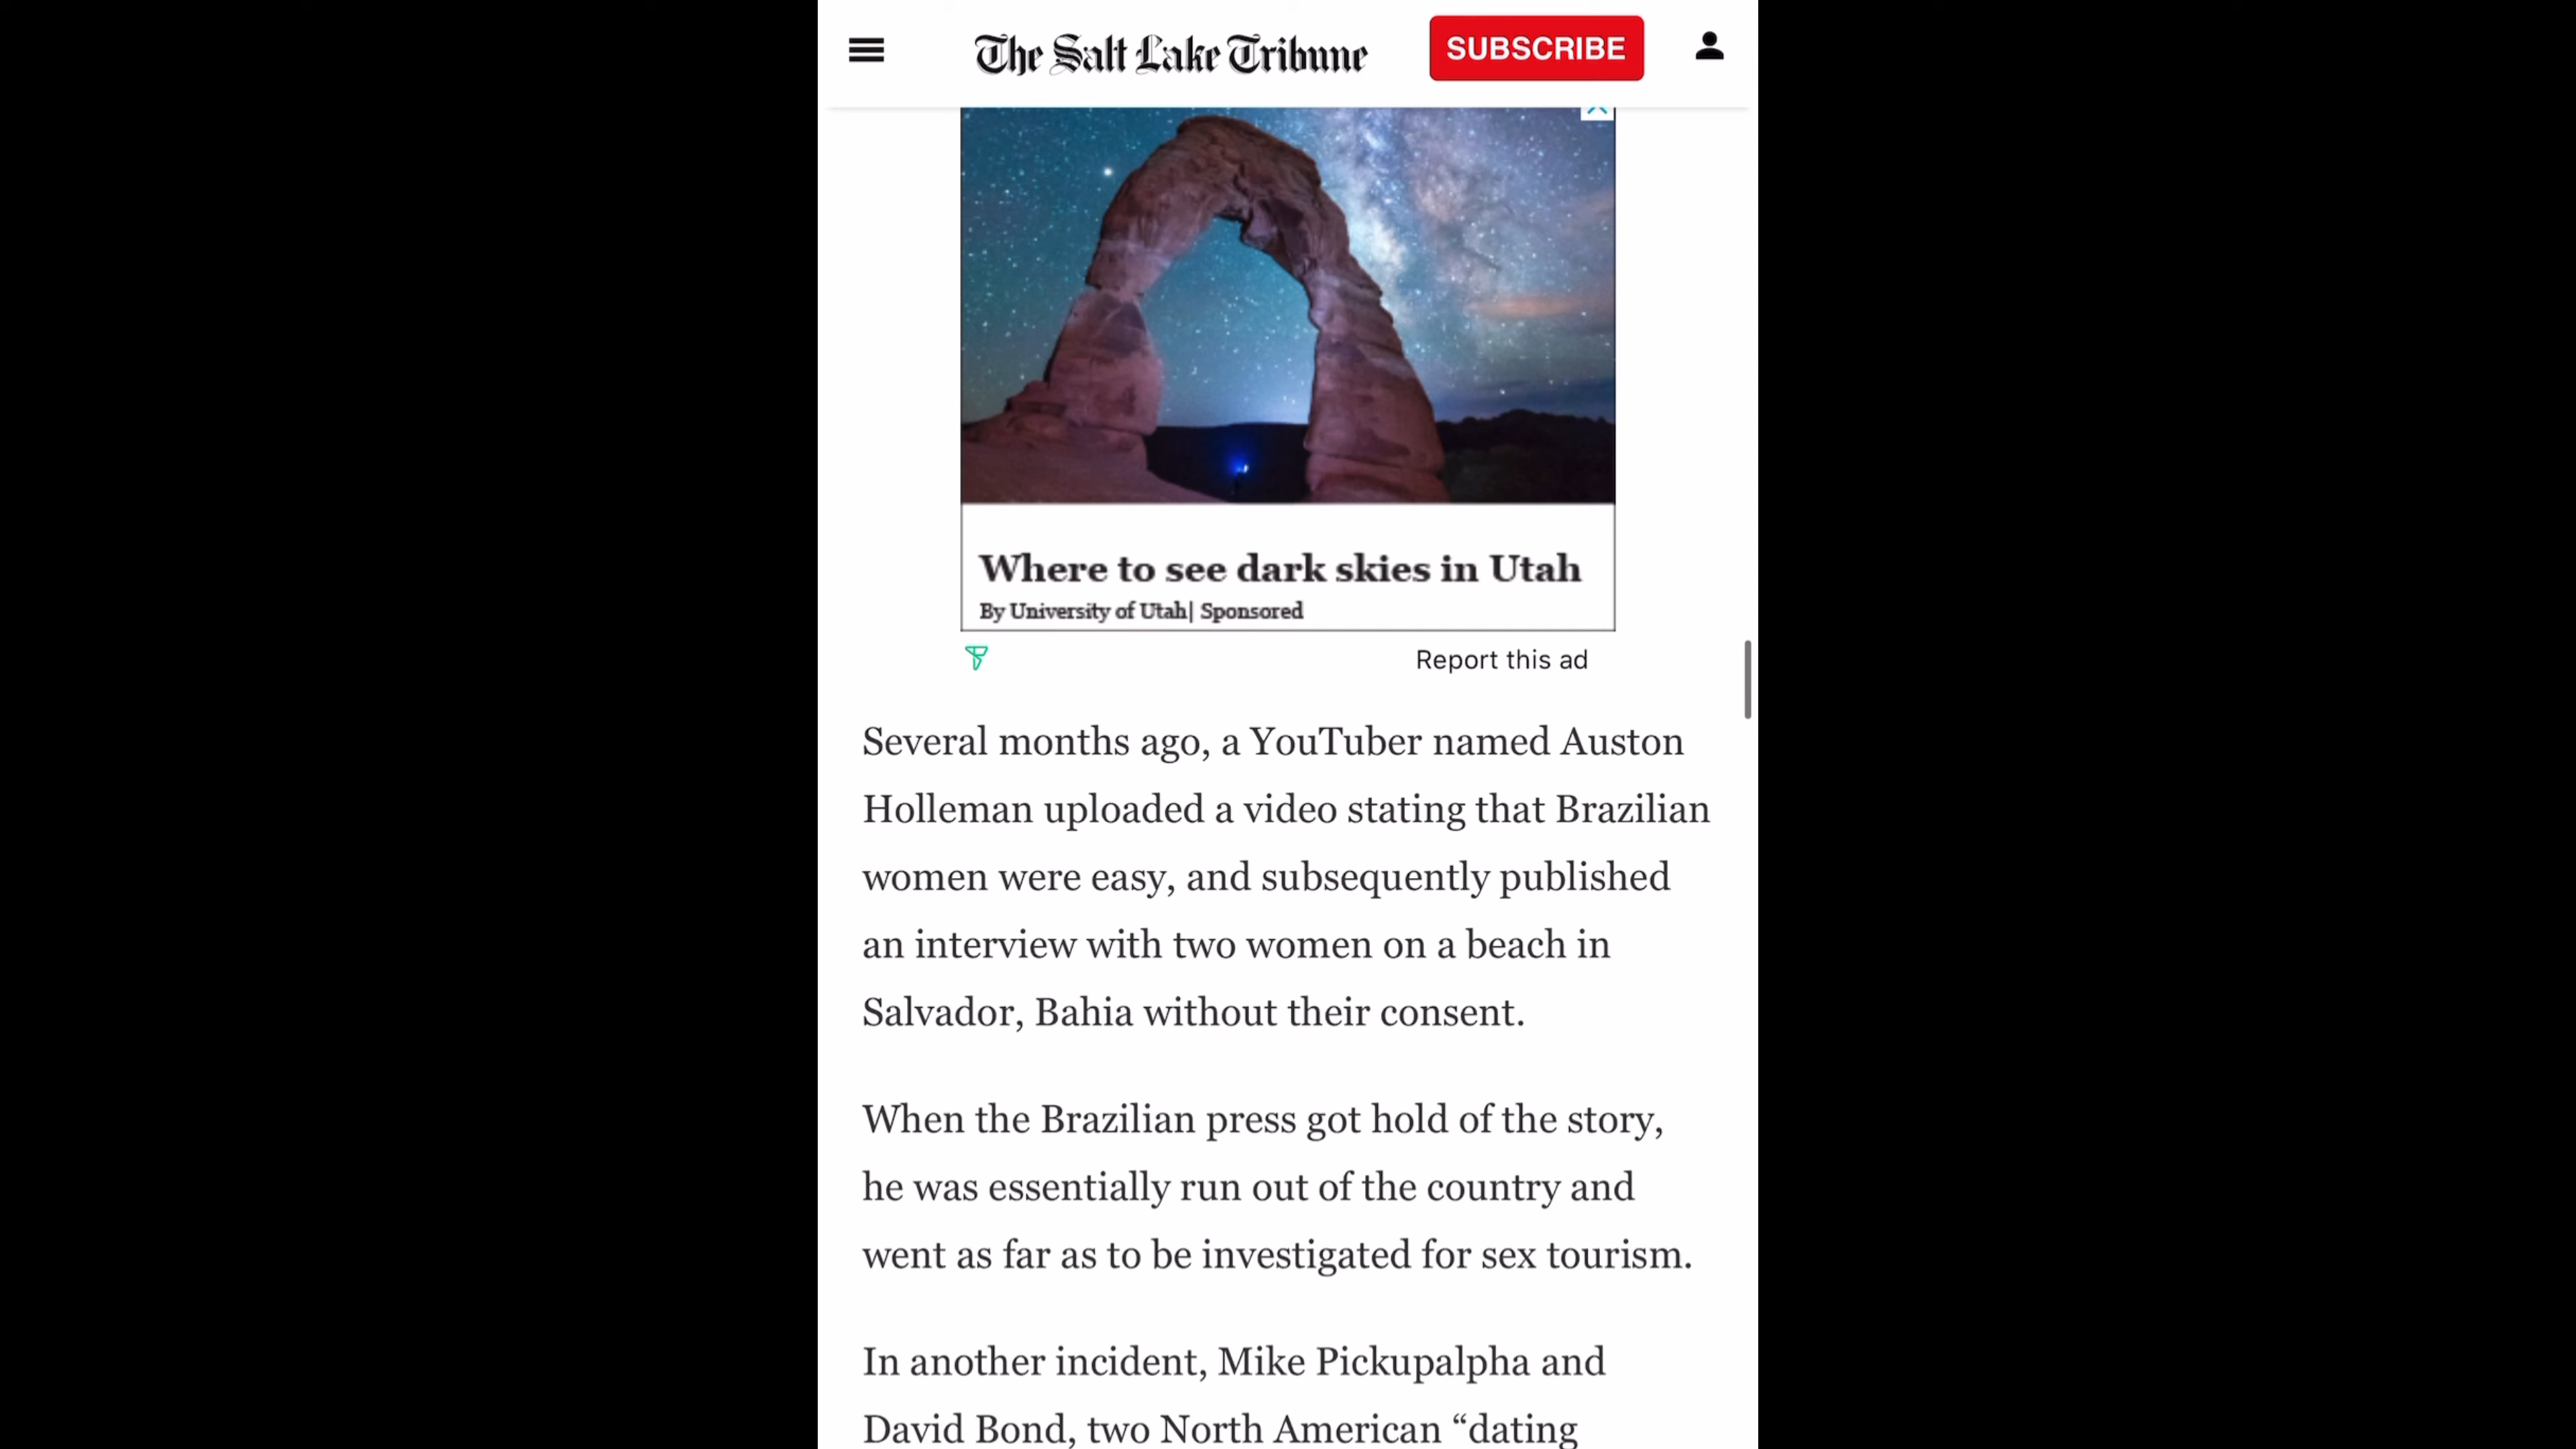 The Salt Lake Tribune
SUBSCRIBE
Where to see dark skies in Utah
By University of Utah| Sponsored
Report this ad
Several months ago, a YouTuber named Auston
Holleman uploaded a video stating that Brazilian
women were easy, and subsequently published
an interview with two women on a beach in
Salvador, Bahia without their consent.
When the Brazilian press got hold of the story,
he was essentially run out of the country and
went as far as to be investigated for sex tourism.
In another incident, Mike Pickupalpha and
David Bond, two North American “dating